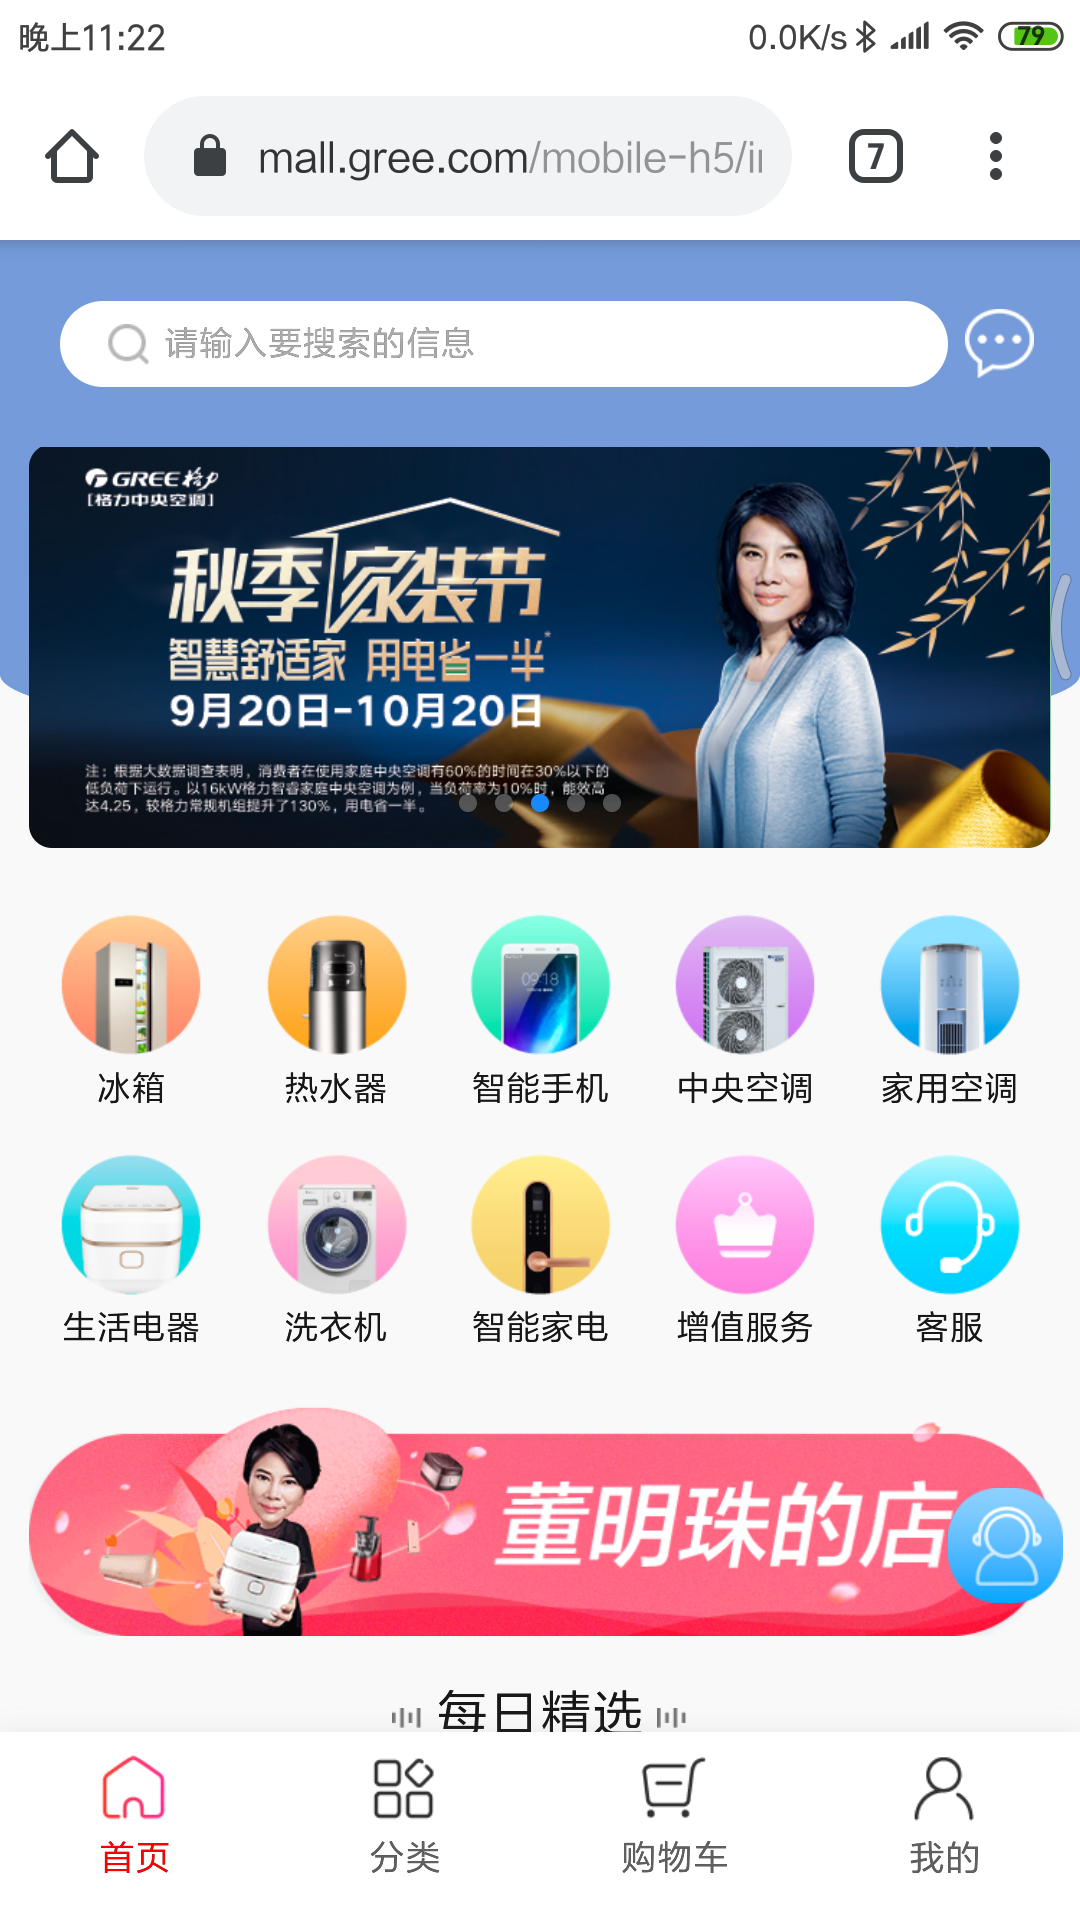 晚上11:22
0.0K/s
79
mall.gree.com/mobile-h5/in
7
请输入要搜索的信息
GREE格力
[格力中央空调]
秋季家装节
智慧舒适家 用电省一半*
9月20日-10月20日
注：根据大数据调查表明，消费者在使用家庭中央空调有60%的时间在30%以下的
低负荷下运行。以16kW格力智睿家庭中央空调为例，当负荷率为10%时，能效高
达4.25，较格力常规机组提升了130%，用电省一半。
09:18
冰箱
热水器
智能手机
中央空调
家用空调
生活电器
洗衣机
智能家电
增值服务
客服
董明珠的店
每日精选
首页
分类
购物车
我的